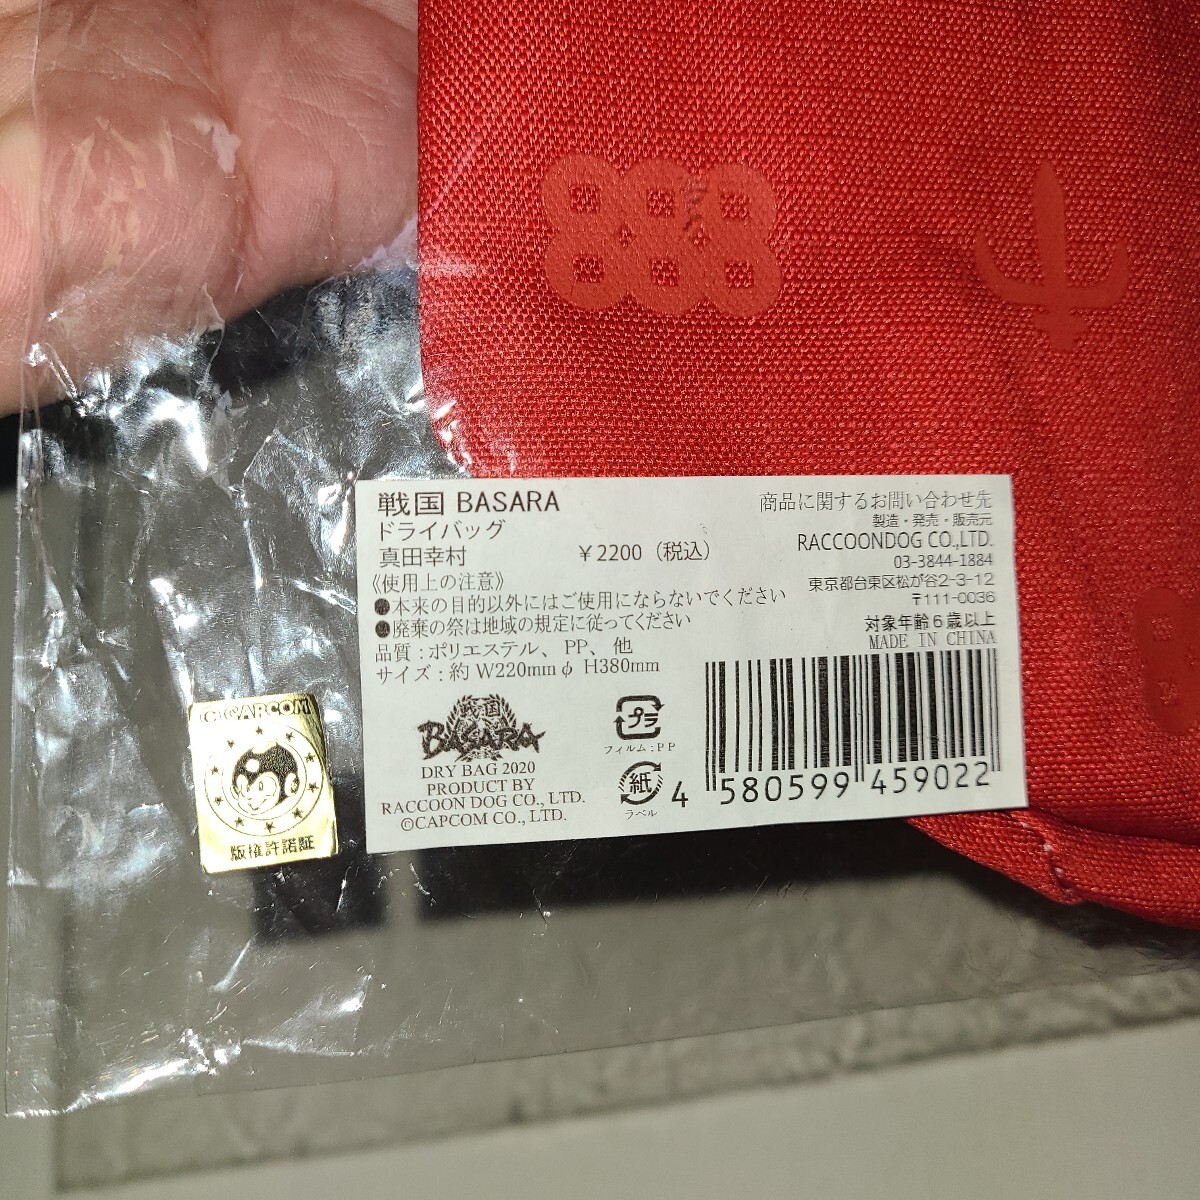 戦国 BASARA
ドライバッグ
真田幸村 ￥2200（税込）
《使用上の注意》
●本来の目的以外にはご使用にならないでください
●廃棄の祭は地域の規定に従ってください
品質：ポリエステル、PP、他
サイズ：約 W220mmφ H380mm
商品に関するお問い合わせ先
製造・発売・販売元
RACCOONDOG CO.,LTD.
03-3844-1884
東京都台東区松が谷2-3-12
〒111-0036
対象年齢６歳以上
MADE IN CHINA
戦国
BASARA
DRY BAG 2020
PRODUCT BY
RACCOON DOG CO., LTD.
©CAPCOM CO., LTD.
プラ
フィルム：PP
紙
ラベル
4 580599 459022
(C)CAPCOM
版権許諾証